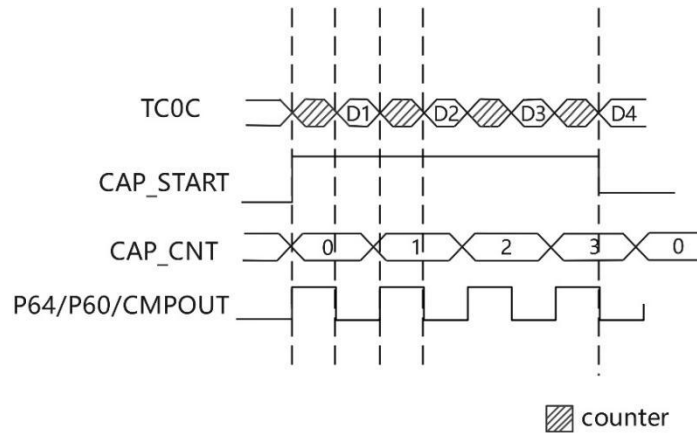 TC0C D1 D2 D3 D4
CAP_START
CAP_CNT 0 1 2 3 0
P64/P60/CMPOUT
counter